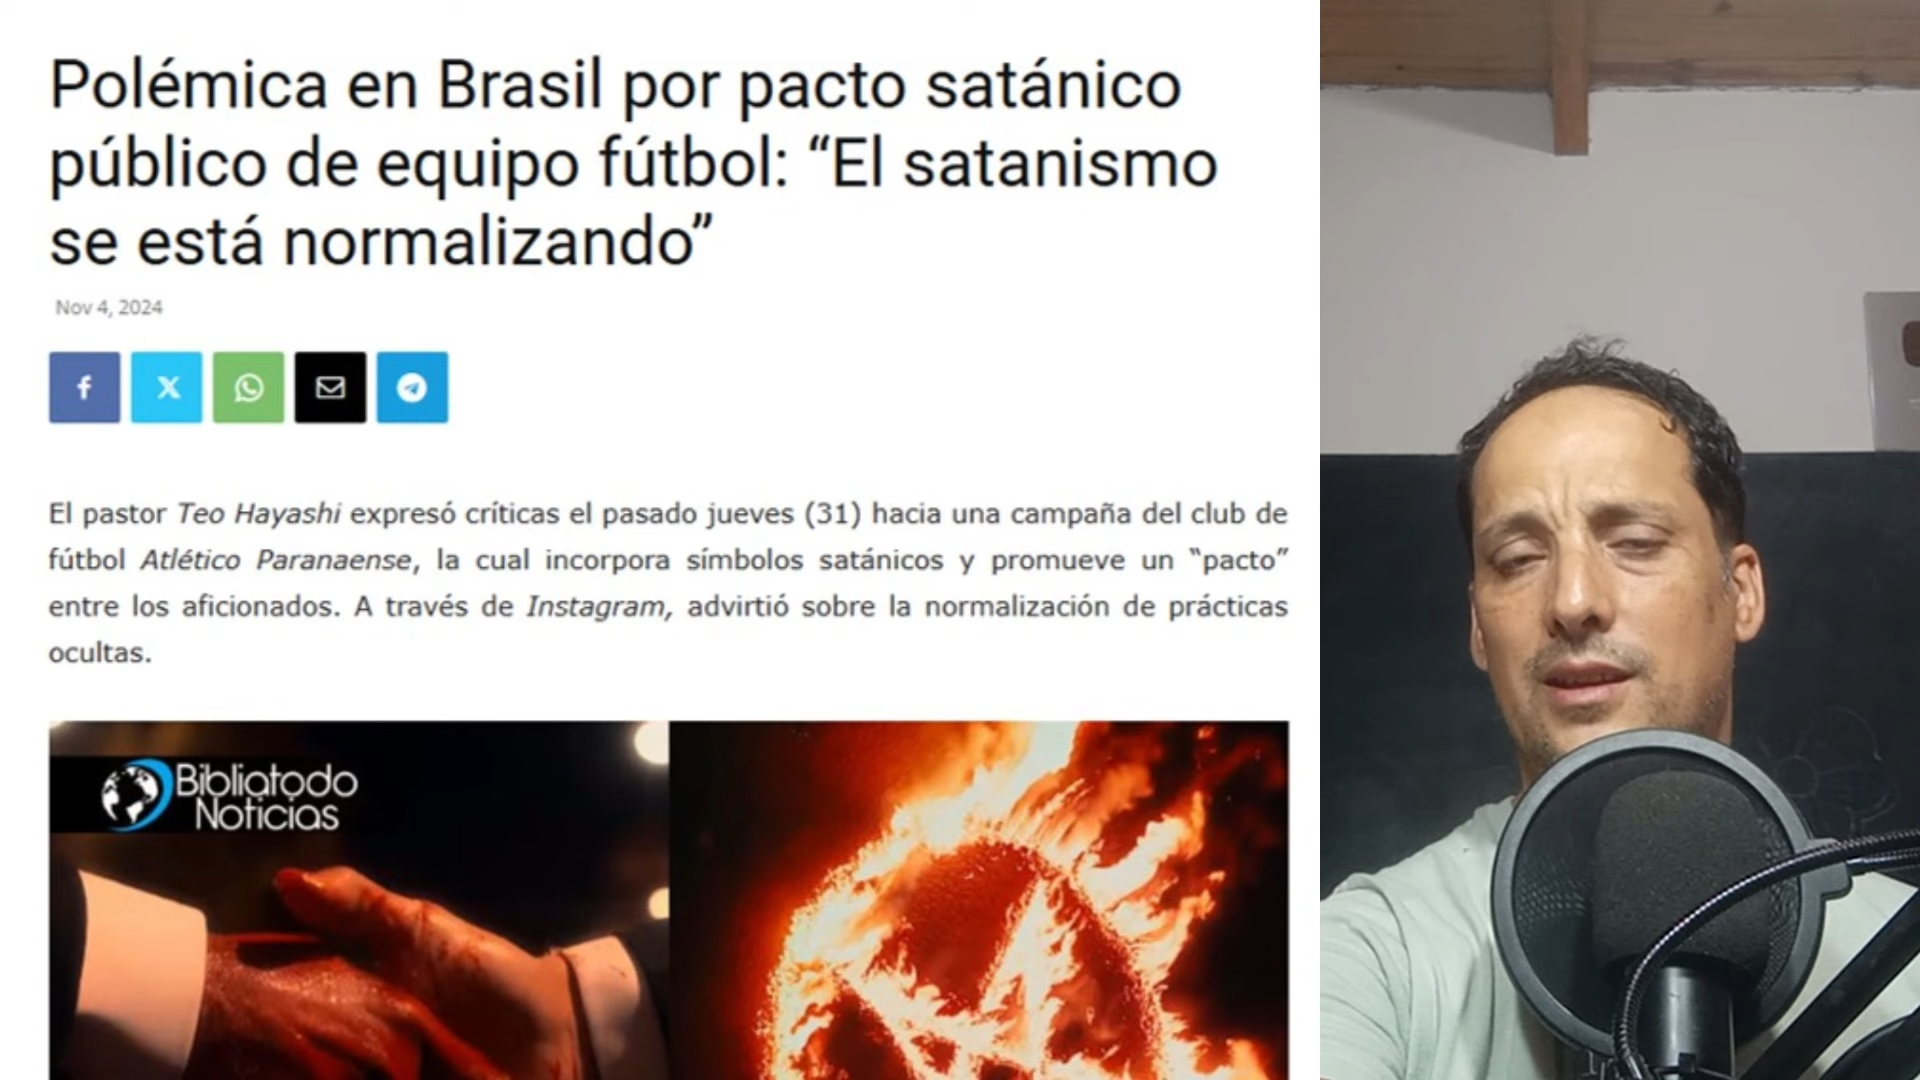 Polémica en Brasil por pacto satánico
público de equipo fútbol: “El satanismo
se está normalizando”
Nov 4, 2024
El pastor Teo Hayashi expresó críticas el pasado jueves (31) hacia una campaña del club de
fútbol Atlético Paranaense, la cual incorpora símbolos satánicos y promueve un “pacto”
entre los aficionados. A través de Instagram, advirtió sobre la normalización de prácticas
ocultas.
Bibliatodo
Noticias